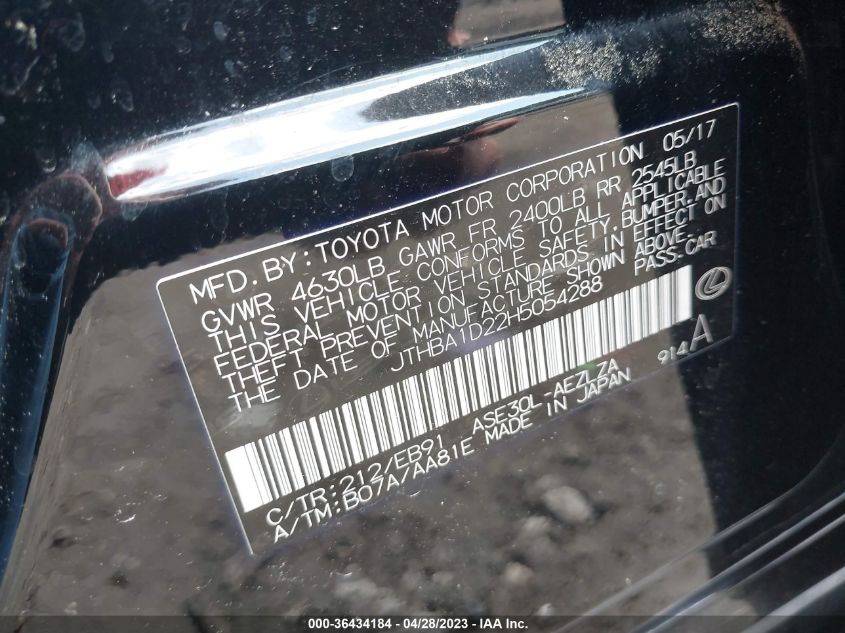 MFD. BY: TOYOTA MOTOR CORPORATION 05/17
GVWR 4630LB GAWR FR 2400LB RR 2545LB
THIS VEHICLE CONFORMS TO ALL APPLICABLE
FEDERAL MOTOR VEHICLE SAFETY, BUMPER, AND
THEFT PREVENTION STANDARDS IN EFFECT ON
THE DATE OF MANUFACTURE SHOWN ABOVE.
JTHBA1D22H5054288 PASS-CAR
C/TR: 212/EB91 ASE30L-AEZLZA 914A
A/TM: B07A/AA81E MADE IN JAPAN
000-36434184 - 04/28/2023 - IAA Inc.